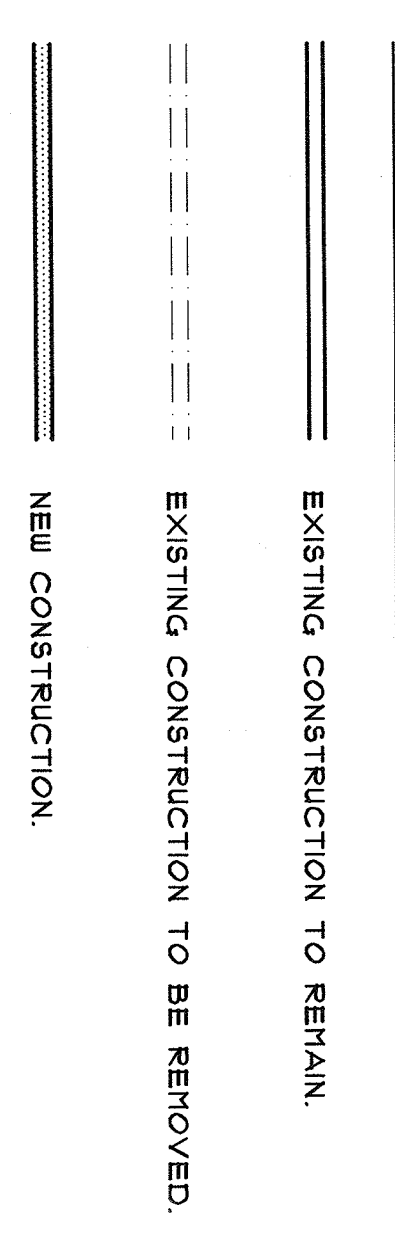 EXISTING CONSTRUCTION TO REMAIN.
EXISTING CONSTRUCTION TO BE REMOVED.
NEW CONSTRUCTION.